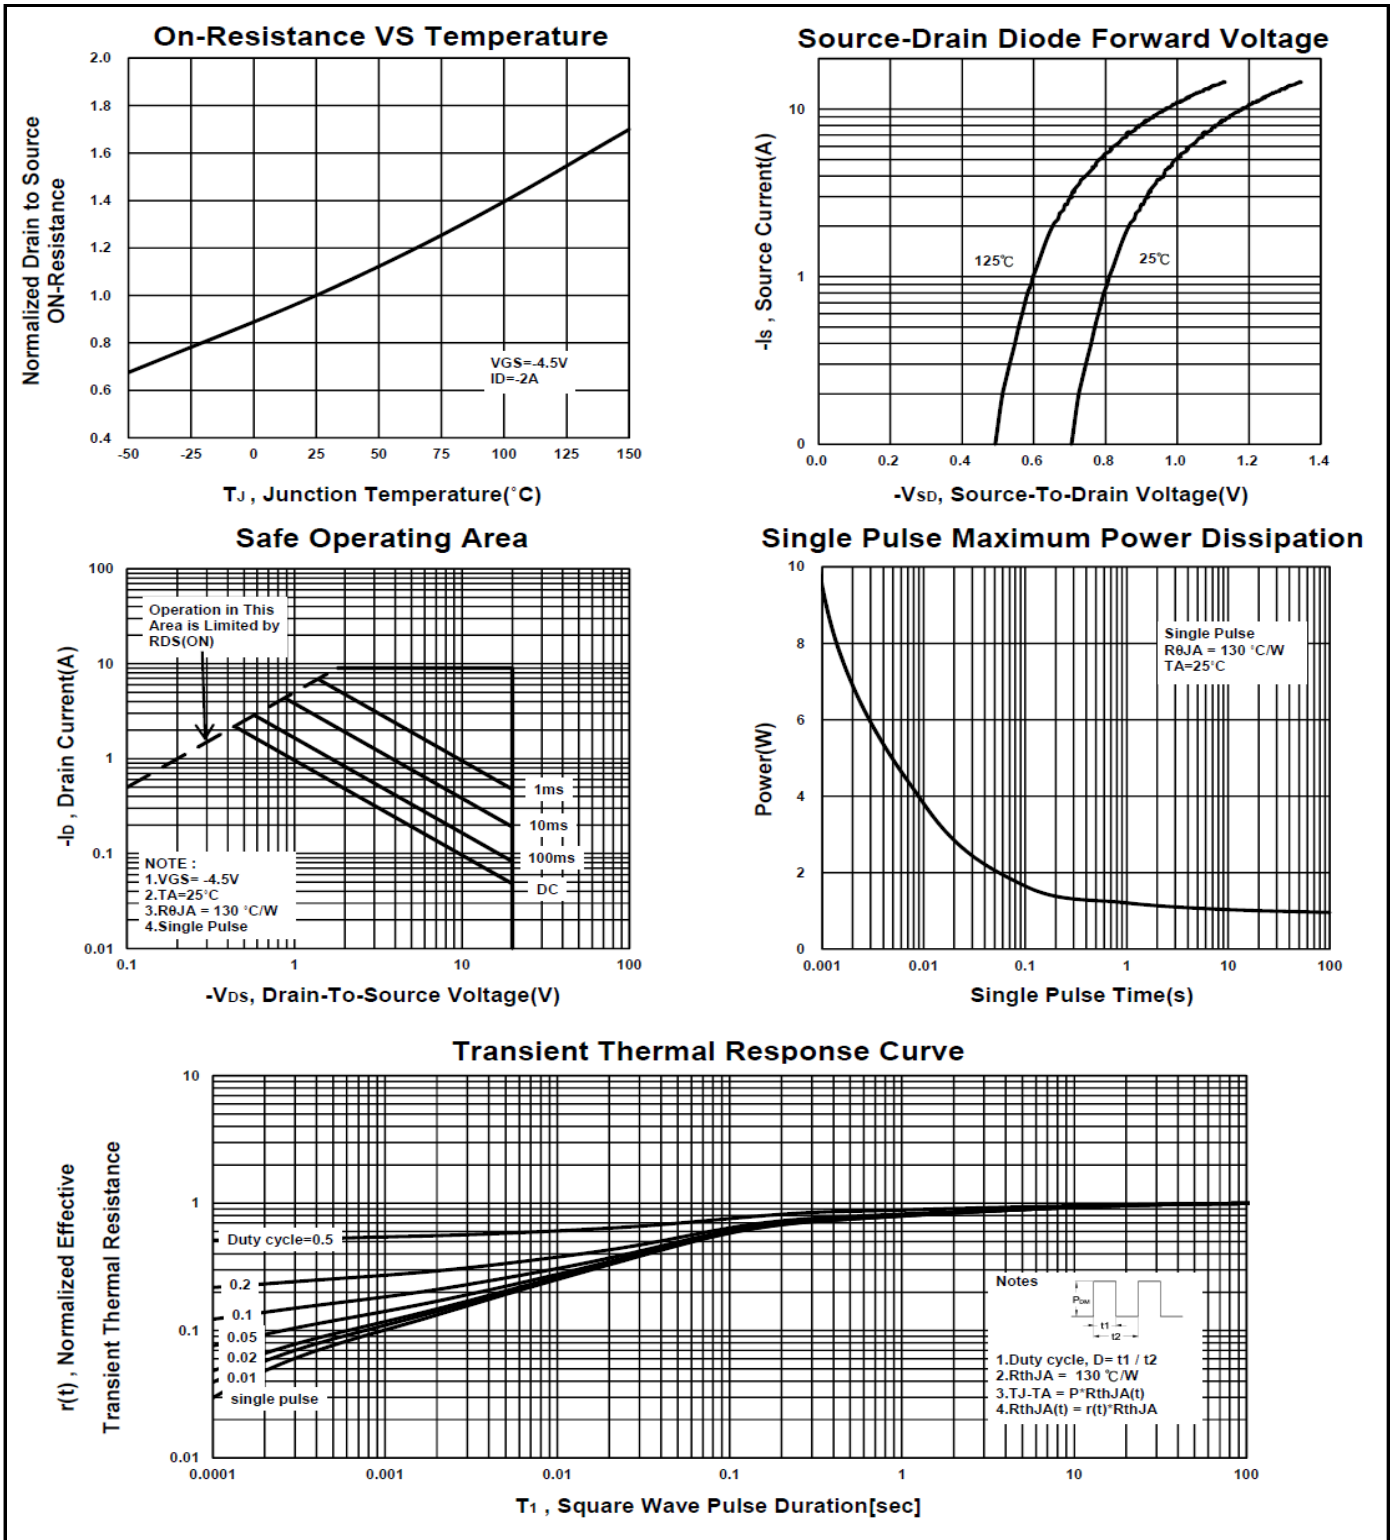 On-Resistance VS Temperature
Normalized Drain to Source
ON-Resistance
2.0
1.8
1.6
1.4
1.2
1.0
0.8
0.6
0.4
VGS=-4.5V
ID=-2A
-50 -25 0 25 50 75 100 125 150
TJ , Junction Temperature(°C)
Source-Drain Diode Forward Voltage
-IS , Source Current(A)
10
1
0
125℃
25℃
0.0 0.2 0.4 0.6 0.8 1.0 1.2 1.4
-VSD, Source-To-Drain Voltage(V)
Safe Operating Area
-ID , Drain Current(A)
100
10
1
0.1
0.01
Operation in This
Area is Limited by
RDS(ON)
1ms
10ms
100ms
DC
NOTE :
1.VGS= -4.5V
2.TA=25°C
3.RθJA = 130 °C/W
4.Single Pulse
0.1 1 10 100
-VDS, Drain-To-Source Voltage(V)
Single Pulse Maximum Power Dissipation
Power(W)
10
8
6
4
2
0
Single Pulse
RθJA = 130 °C/W
TA=25°C
0.001 0.01 0.1 1 10 100
Single Pulse Time(s)
Transient Thermal Response Curve
r(t) , Normalized Effective
Transient Thermal Resistance
10
1
0.1
0.01
Duty cycle=0.5
0.2
0.1
0.05
0.02
0.01
single pulse
Notes
PDM
t1
t2
1.Duty cycle, D= t1 / t2
2.RthJA = 130 ℃/W
3.TJ-TA = P*RthJA(t)
4.RthJA(t) = r(t)*RthJA
0.0001 0.001 0.01 0.1 1 10 100
T1 , Square Wave Pulse Duration[sec]